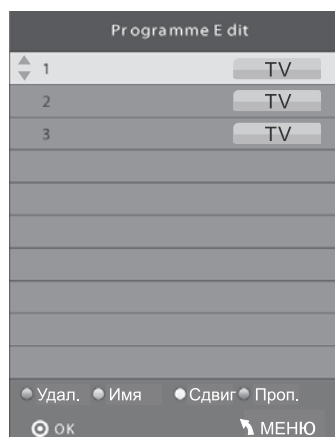 Programme Edit
1 TV
2 TV
3 TV
Удал. Имя Сдвиг Проп.
OK МЕНЮ